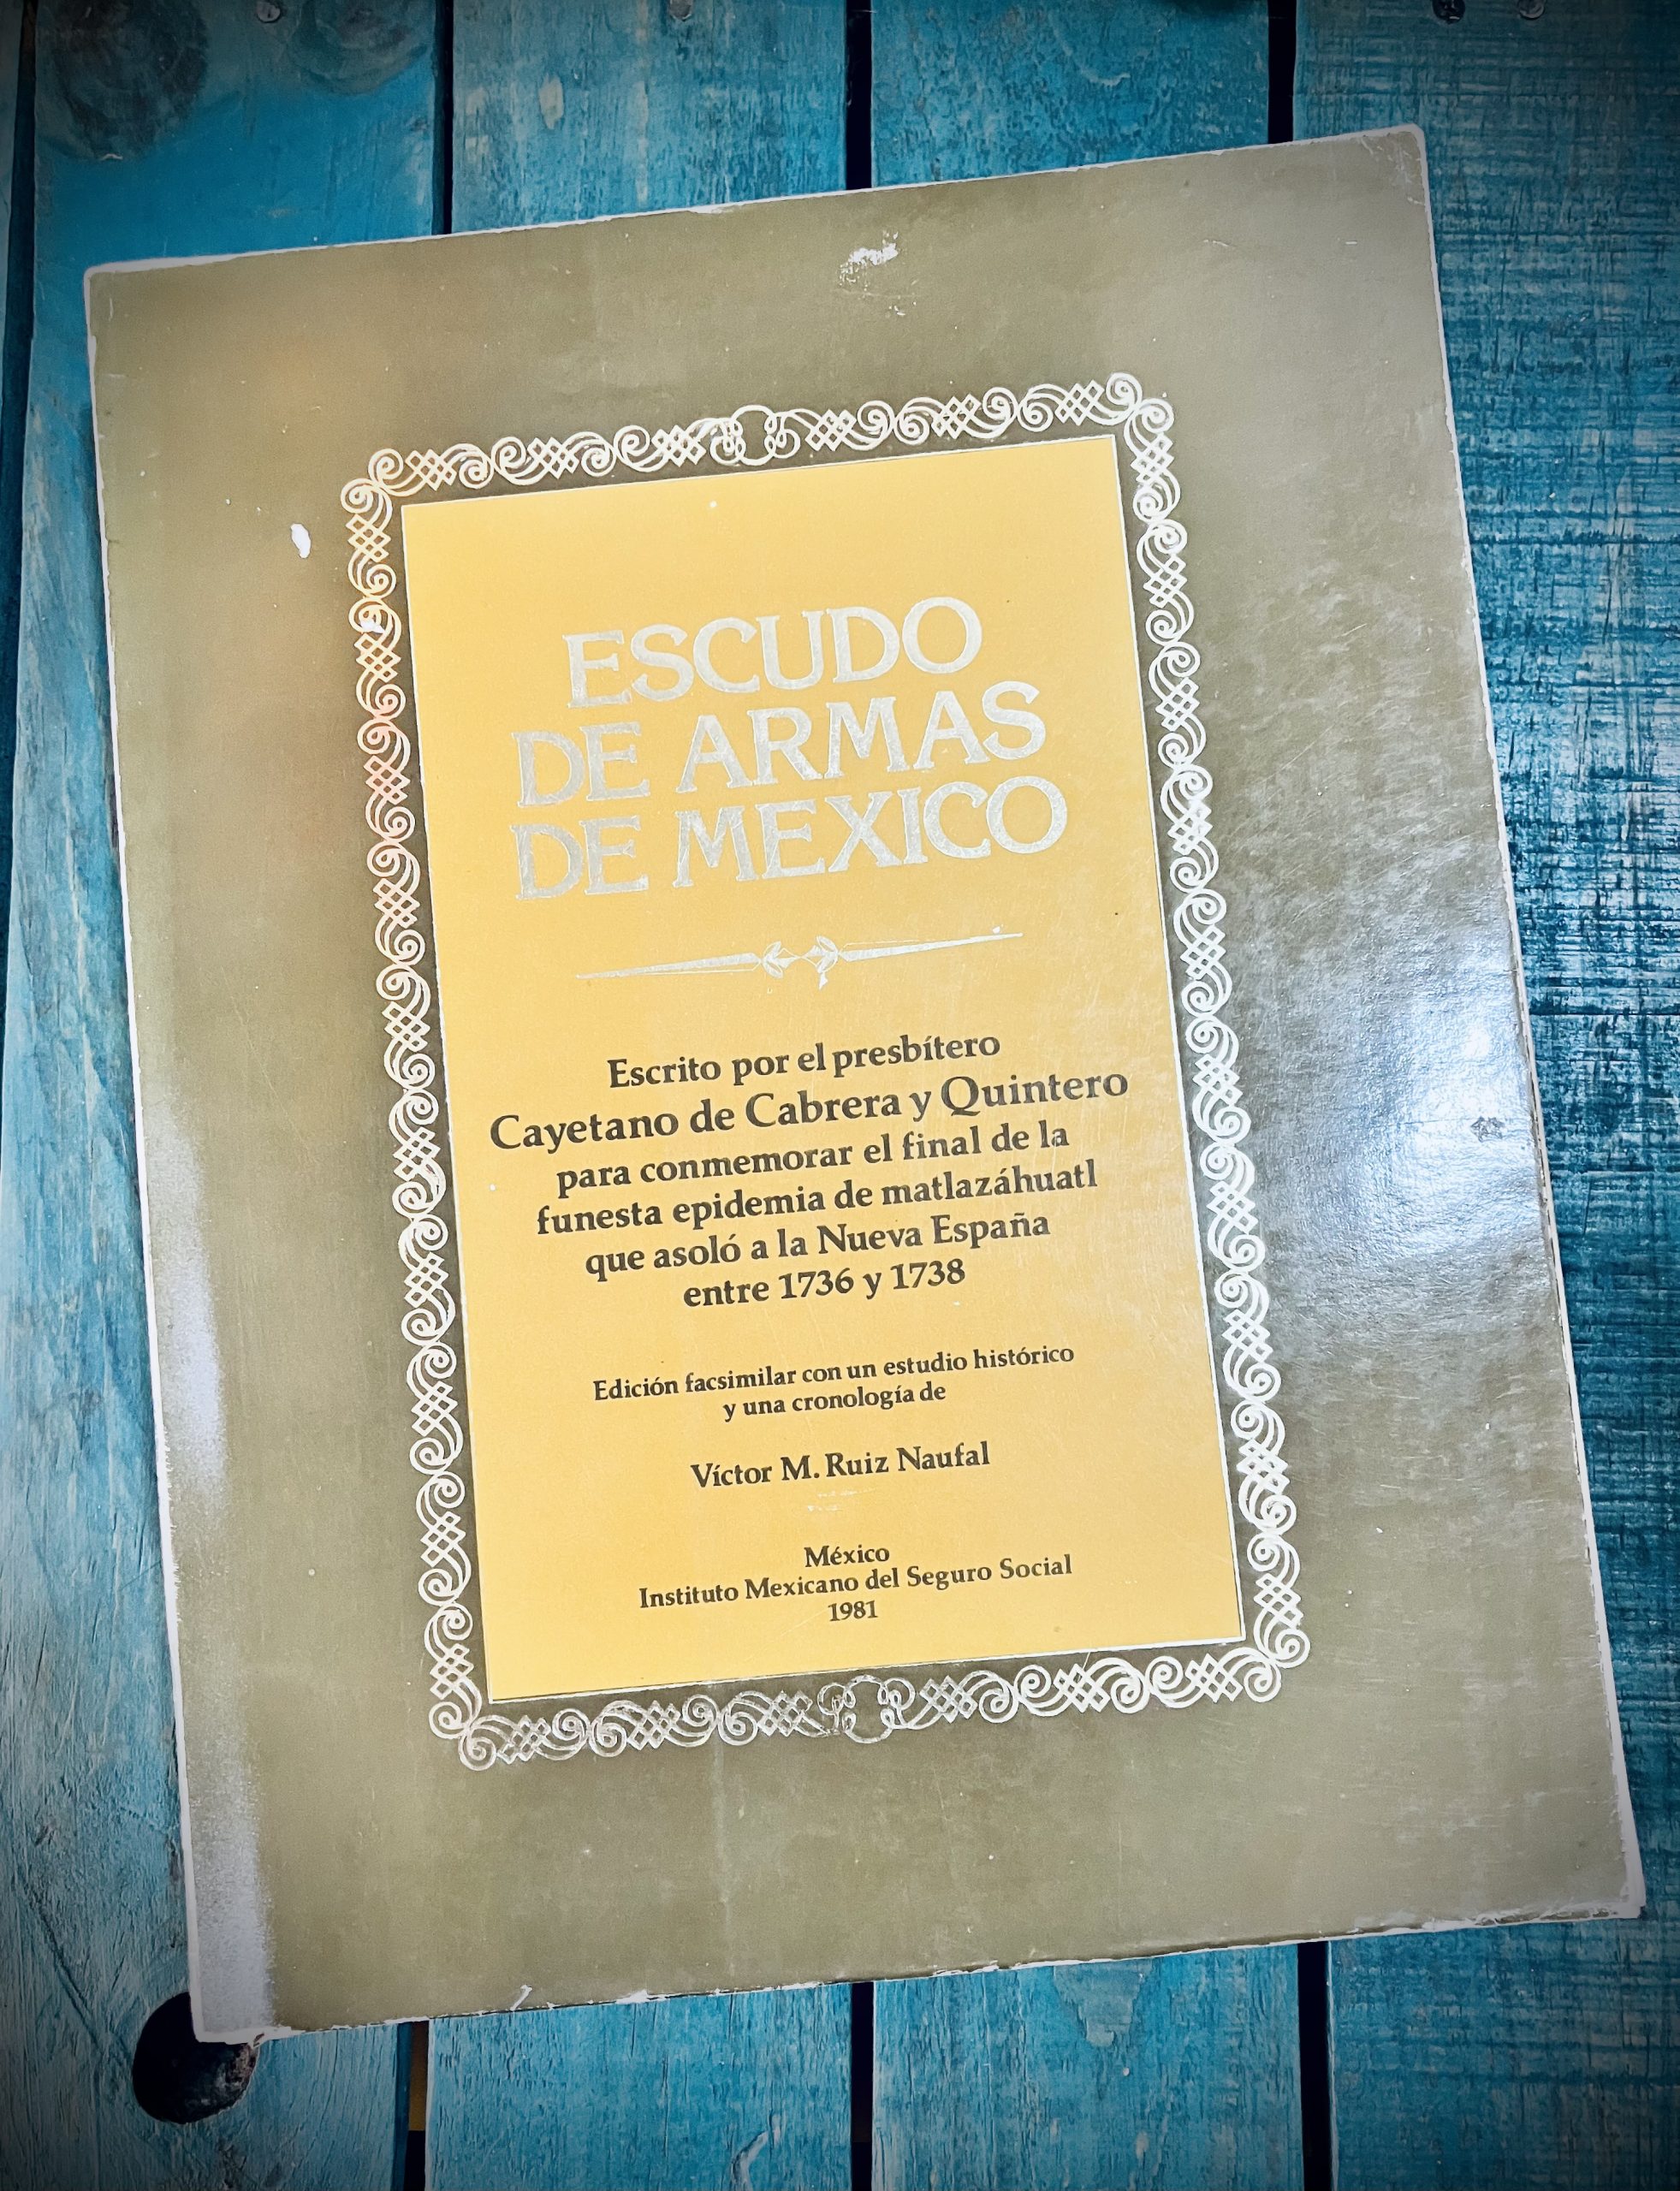 ESCUDO
DE ARMAS
DE MEXICO
Escrito por el presbítero
Cayetano de Cabrera y Quintero
para conmemorar el final de la
funesta epidemia de matlazáhuatl
que asoló a la Nueva España
entre 1736 y 1738
Edición facsimilar con un estudio histórico
y una cronología de
Víctor M. Ruiz Naufal
México
Instituto Mexicano del Seguro Social
1981